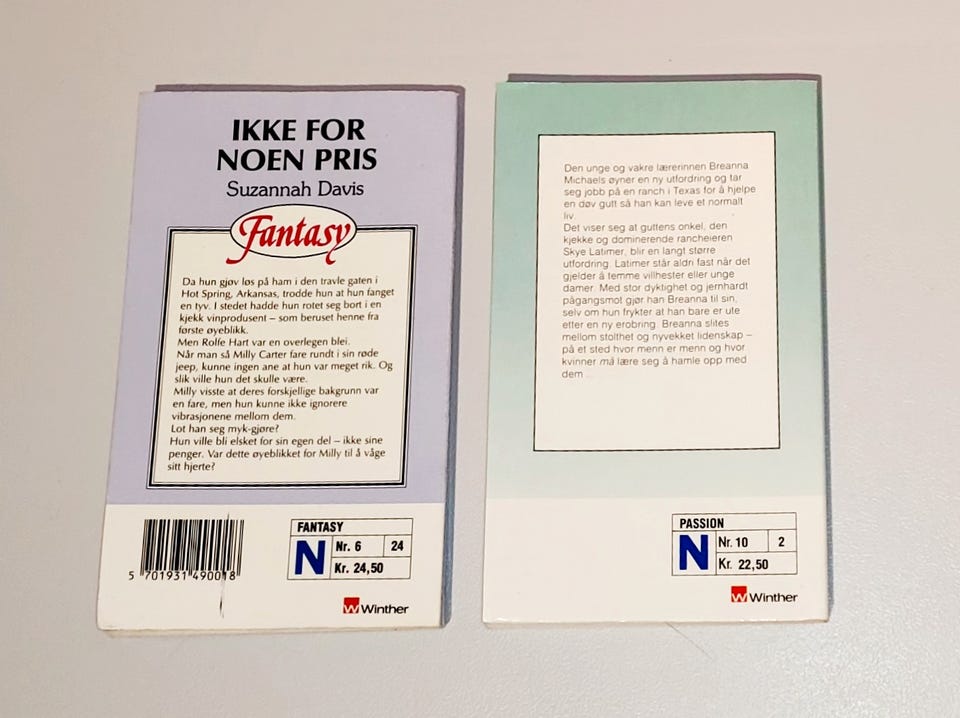 IKKE FOR
NOEN PRIS
Suzannah Davis
Fantasy
Da hun gjøv løs på ham i den travle gaten i
Hot Spring, Arkansas, trodde hun at hun fanget
en tyv. I stedet hadde hun rotet seg bort i en
kjekk vinprodusent – som beruset henne fra
første øyeblikk.
Men Rolfe Hart var en overlegen blei.
Når man så Milly Carter fare rundt i sin røde
jeep, kunne ingen ane at hun var meget rik. Og
slik ville hun det skulle være.
Milly visste at deres forskjellige bakgrunn var
en fare, men hun kunne ikke ignorere
vibrasjonene mellom dem.
Lot han seg myk-gjøre?
Hun ville bli elsket for sin egen del – ikke sine
penger. Var dette øyeblikket for Milly til å våge
sitt hjerte?
5 701931 490018
FANTASY
N Nr. 6 24
Kr. 24,50
W Winther
Den unge og vakre lærerinnen Breanna
Michaels øyner en ny utfordring og tar
seg jobb på en ranch i Texas for å hjelpe
en døv gutt så han kan leve et normalt
liv.
Det viser seg at guttens onkel, den
kjekke og dominerende rancheieren
Skye Latimer, blir en langt større
utfordring. Latimer står aldri fast når det
gjelder å temme villhester eller unge
damer. Med stor dyktighet og jernhardt
pågangsmot gjør han Breanna til sin,
selv om hun frykter at han bare er ute
etter en ny erobring. Breanna slites
mellom stolthet og nyvekket lidenskap –
på et sted hvor menn er menn og hvor
kvinner må lære seg å hamle opp med
dem ...
PASSION
N Nr. 10 2
Kr. 22,50
W Winther